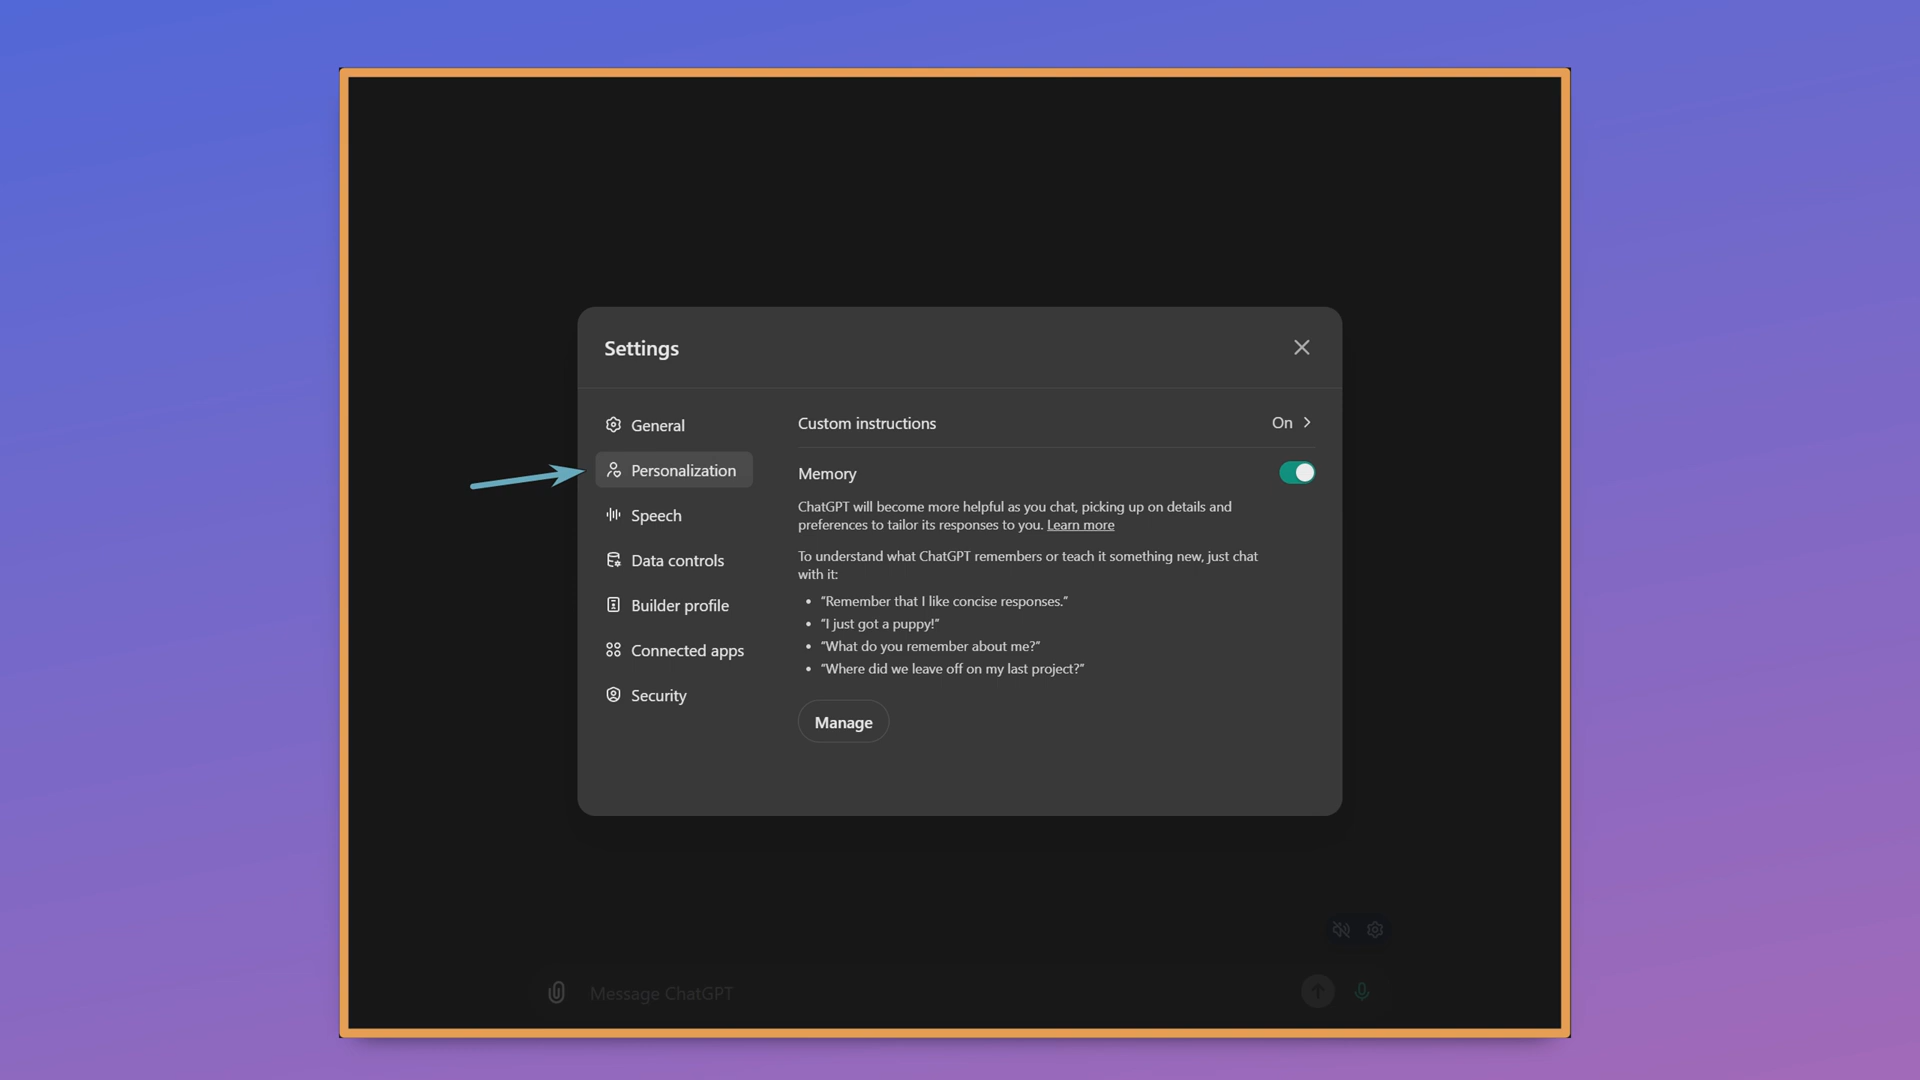 Settings
General
Personalization
Speech
Data controls
Builder profile
Connected apps
Security
Custom instructions On
Memory
ChatGPT will become more helpful as you chat, picking up on details and
preferences to tailor its responses to you. Learn more
To understand what ChatGPT remembers or teach it something new, just chat
with it:
• “Remember that I like concise responses.”
• “I just got a puppy!”
• “What do you remember about me?”
• “Where did we leave off on my last project?”
Manage
Message ChatGPT